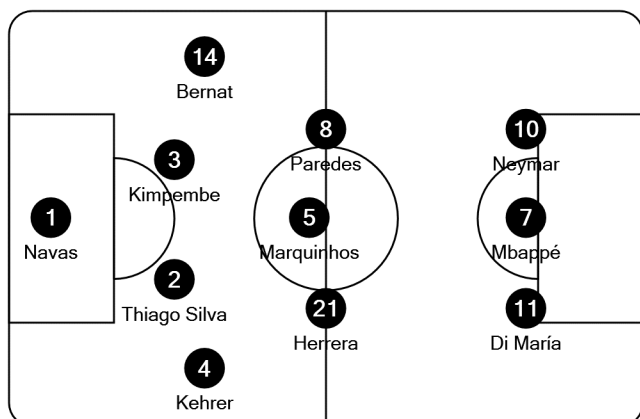 14
Bernat
8
Paredes
10
Neymar
3
Kimpembe
1
Navas
5
Marquinhos
7
Mbappé
2
Thiago Silva
21
Herrera
11
Di María
4
Kehrer